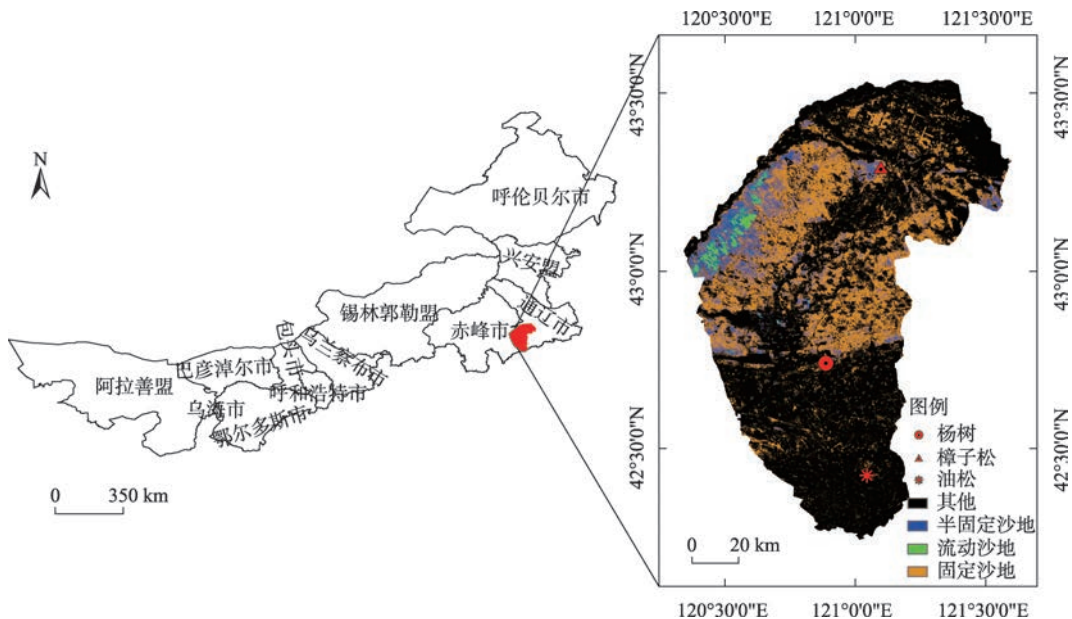 N
呼伦贝尔市
兴安盟
通辽市
锡林郭勒盟
赤峰市
乌兰察布市
包头市
巴彦淖尔市
阿拉善盟
呼和浩特市
乌海市
鄂尔多斯市
0 350 km
120°30'0"E 121°0'0"E 121°30'0"E
43°30'0"N
43°0'0"N
42°30'0"N
43°30'0"N
43°0'0"N
42°30'0"N
图例
杨树
樟子松
油松
其他
半固定沙地
流动沙地
固定沙地
0 20 km
120°30'0"E 121°0'0"E 121°30'0"E